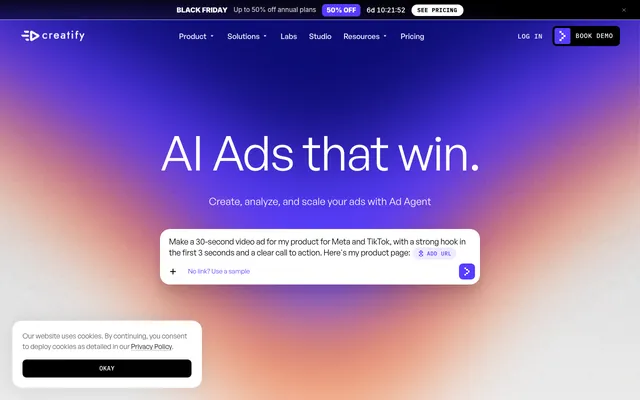 BLACK FRIDAY Up to 50% off annual plans 50% OFF 6d 10:21:52 SEE PRICING
creatify Product Solutions Labs Studio Resources Pricing LOG IN BOOK DEMO
AI Ads that win.
Create, analyze, and scale your ads with Ad Agent
Make a 30-second video ad for my product for Meta and TikTok, with a strong hook in
the first 3 seconds and a clear call to action. Here's my product page: ADD URL
No link? Use a sample
Our website uses cookies. By continuing, you consent
to deploy cookies as detailed in our Privacy Policy.
OKAY